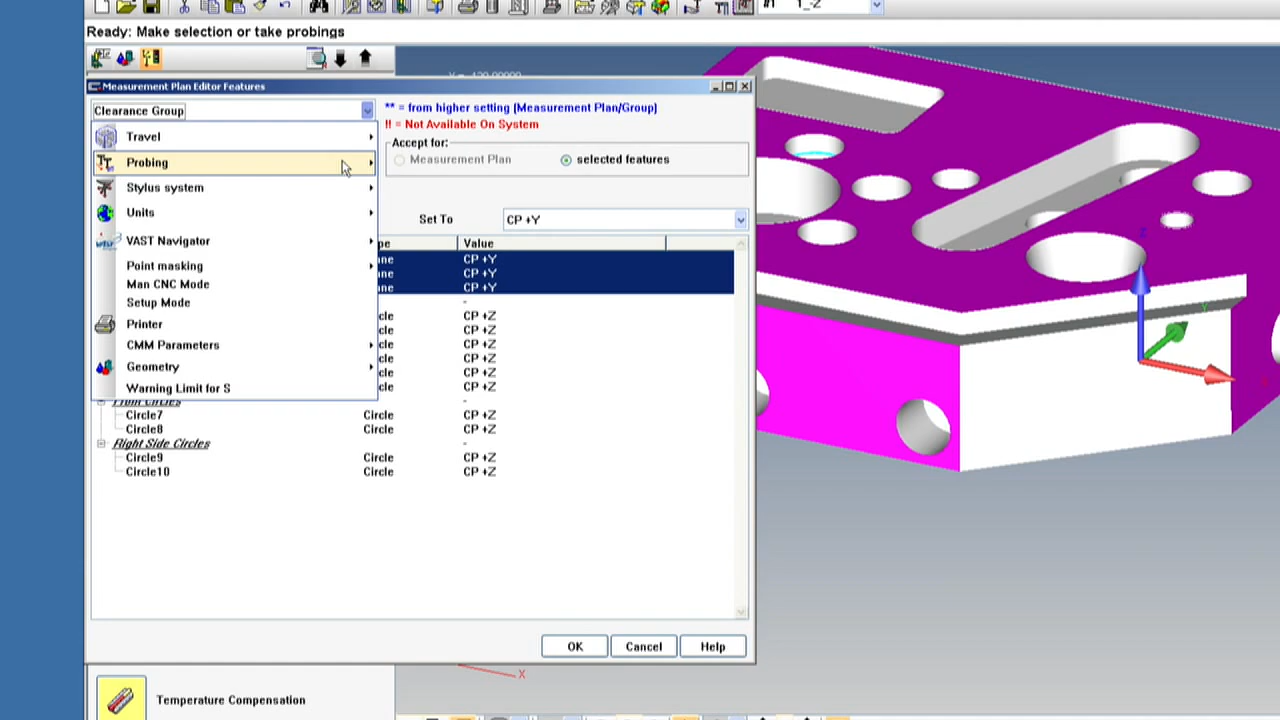 Ready: Make selection or take probings
Measurement Plan Editor Features
Clearance Group
** = from higher setting (Measurement Plan/Group)
!! = Not Available On System
Accept for:
Measurement Plan
selected features
Travel
Probing
Stylus system
Units
VAST Navigator
Point masking
Man CNC Mode
Setup Mode
Printer
CMM Parameters
Geometry
Warning Limit for S
Set To
CP +Y
Value
CP +Y
CP +Y
CP +Y
-
CP +Z
CP +Z
CP +Z
CP +Z
CP +Z
CP +Z
-
Circle7 Circle CP +Z
Circle8 Circle CP +Z
Right Side Circles -
Circle9 Circle CP +Z
Circle10 Circle CP +Z
OK
Cancel
Help
X
Temperature Compensation